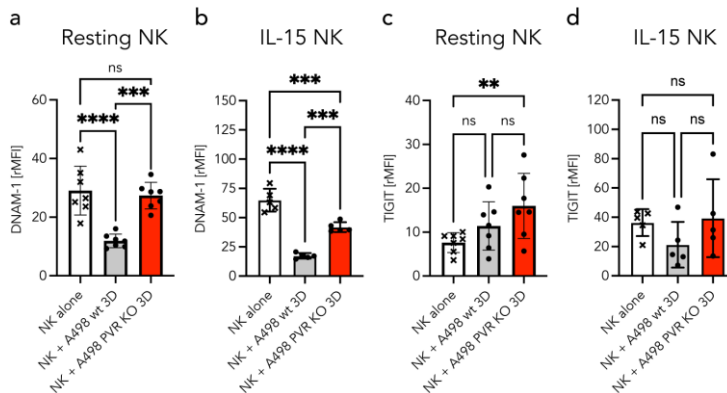 a
Resting NK
ns
****
***
DNAM-1 [rMFI]
60
40
20
0
NK alone
NK + A498 wt 3D
NK + A498 PVR KO 3D
b
IL-15 NK
***
***
****
DNAM-1 [rMFI]
150
125
100
75
50
25
0
NK alone
NK + A498 wt 3D
NK + A498 PVR KO 3D
c
Resting NK
**
ns
ns
TIGIT [rMFI]
40
30
20
10
0
NK alone
NK + A498 wt 3D
NK + A498 PVR KO 3D
d
IL-15 NK
ns
ns
ns
TIGIT [rMFI]
120
100
80
60
40
20
0
NK alone
NK + A498 wt 3D
NK + A498 PVR KO 3D